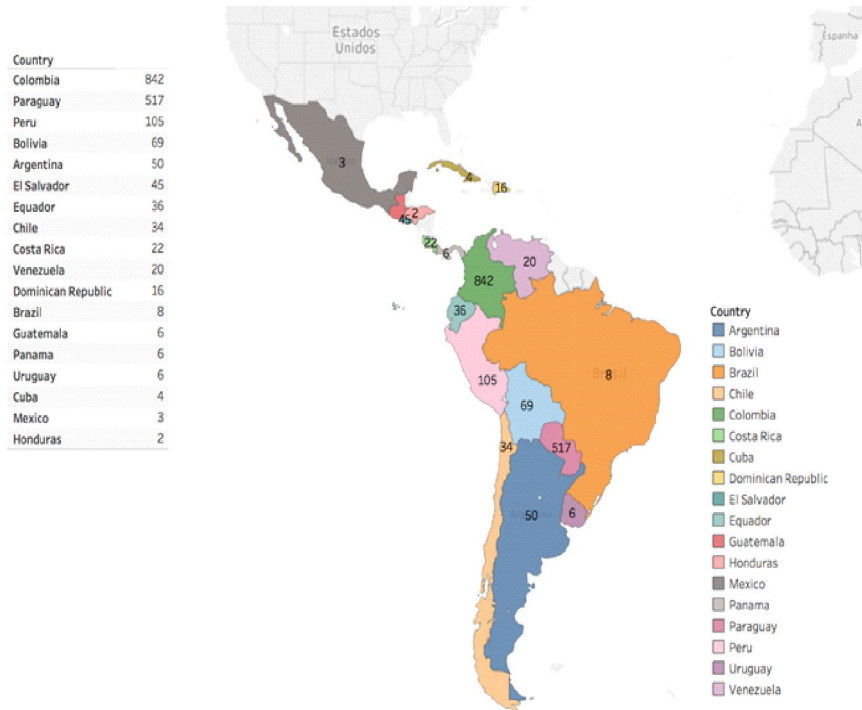 Country
Colombia 842
Paraguay 517
Peru 105
Bolivia 69
Argentina 50
El Salvador 45
Equador 36
Chile 34
Costa Rica 22
Venezuela 20
Dominican Republic 16
Brazil 8
Guatemala 6
Panama 6
Uruguay 6
Cuba 4
Mexico 3
Honduras 2
Estados
Unidos
Espanha
3
4
16
2
45
22
6
20
842
36
8
105
69
34
517
50
6
Country
Argentina
Bolivia
Brazil
Chile
Colombia
Costa Rica
Cuba
Dominican Republic
El Salvador
Equador
Guatemala
Honduras
Mexico
Panama
Paraguay
Peru
Uruguay
Venezuela